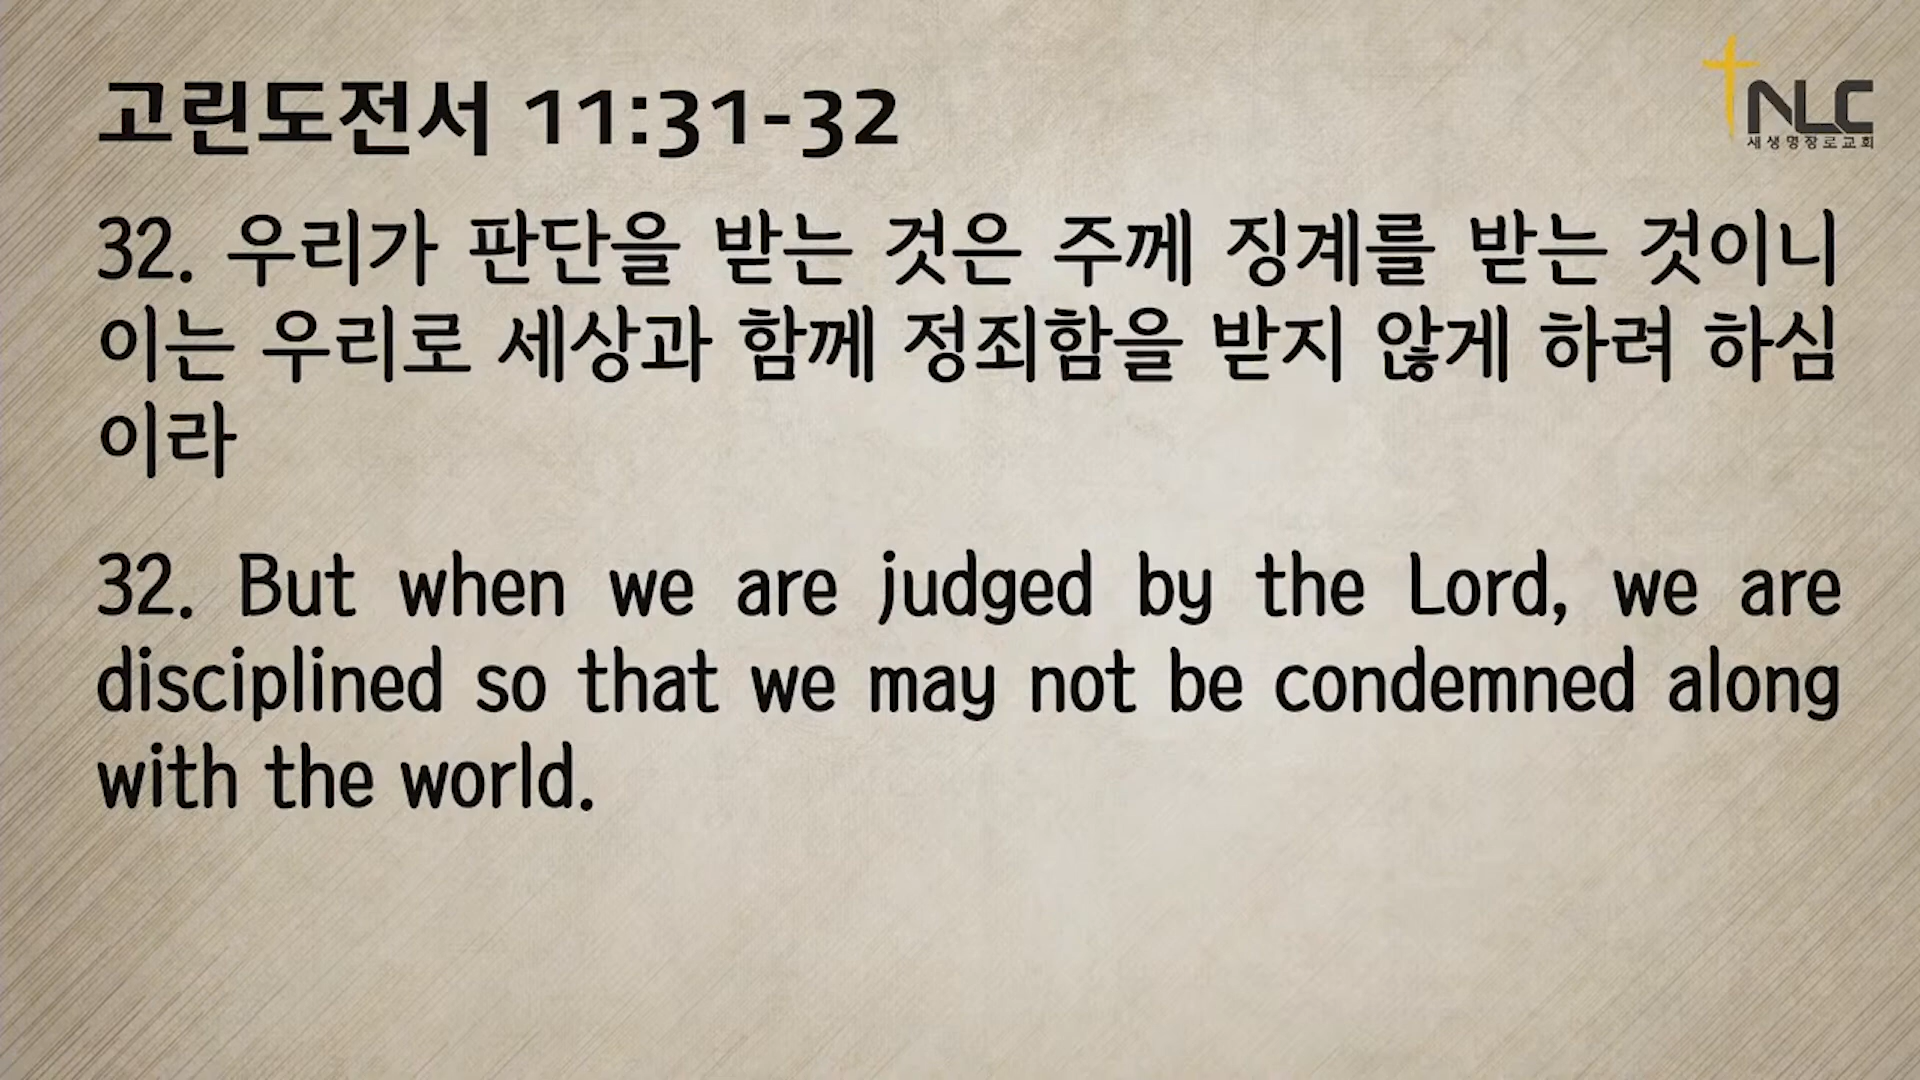 고린도전서 11:31-32
NLC
새생명장로교회
32. 우리가 판단을 받는 것은 주께 징계를 받는 것이니
이는 우리로 세상과 함께 정죄함을 받지 않게 하려 하심
이라
32. But when we are judged by the Lord, we are
disciplined so that we may not be condemned along
with the world.